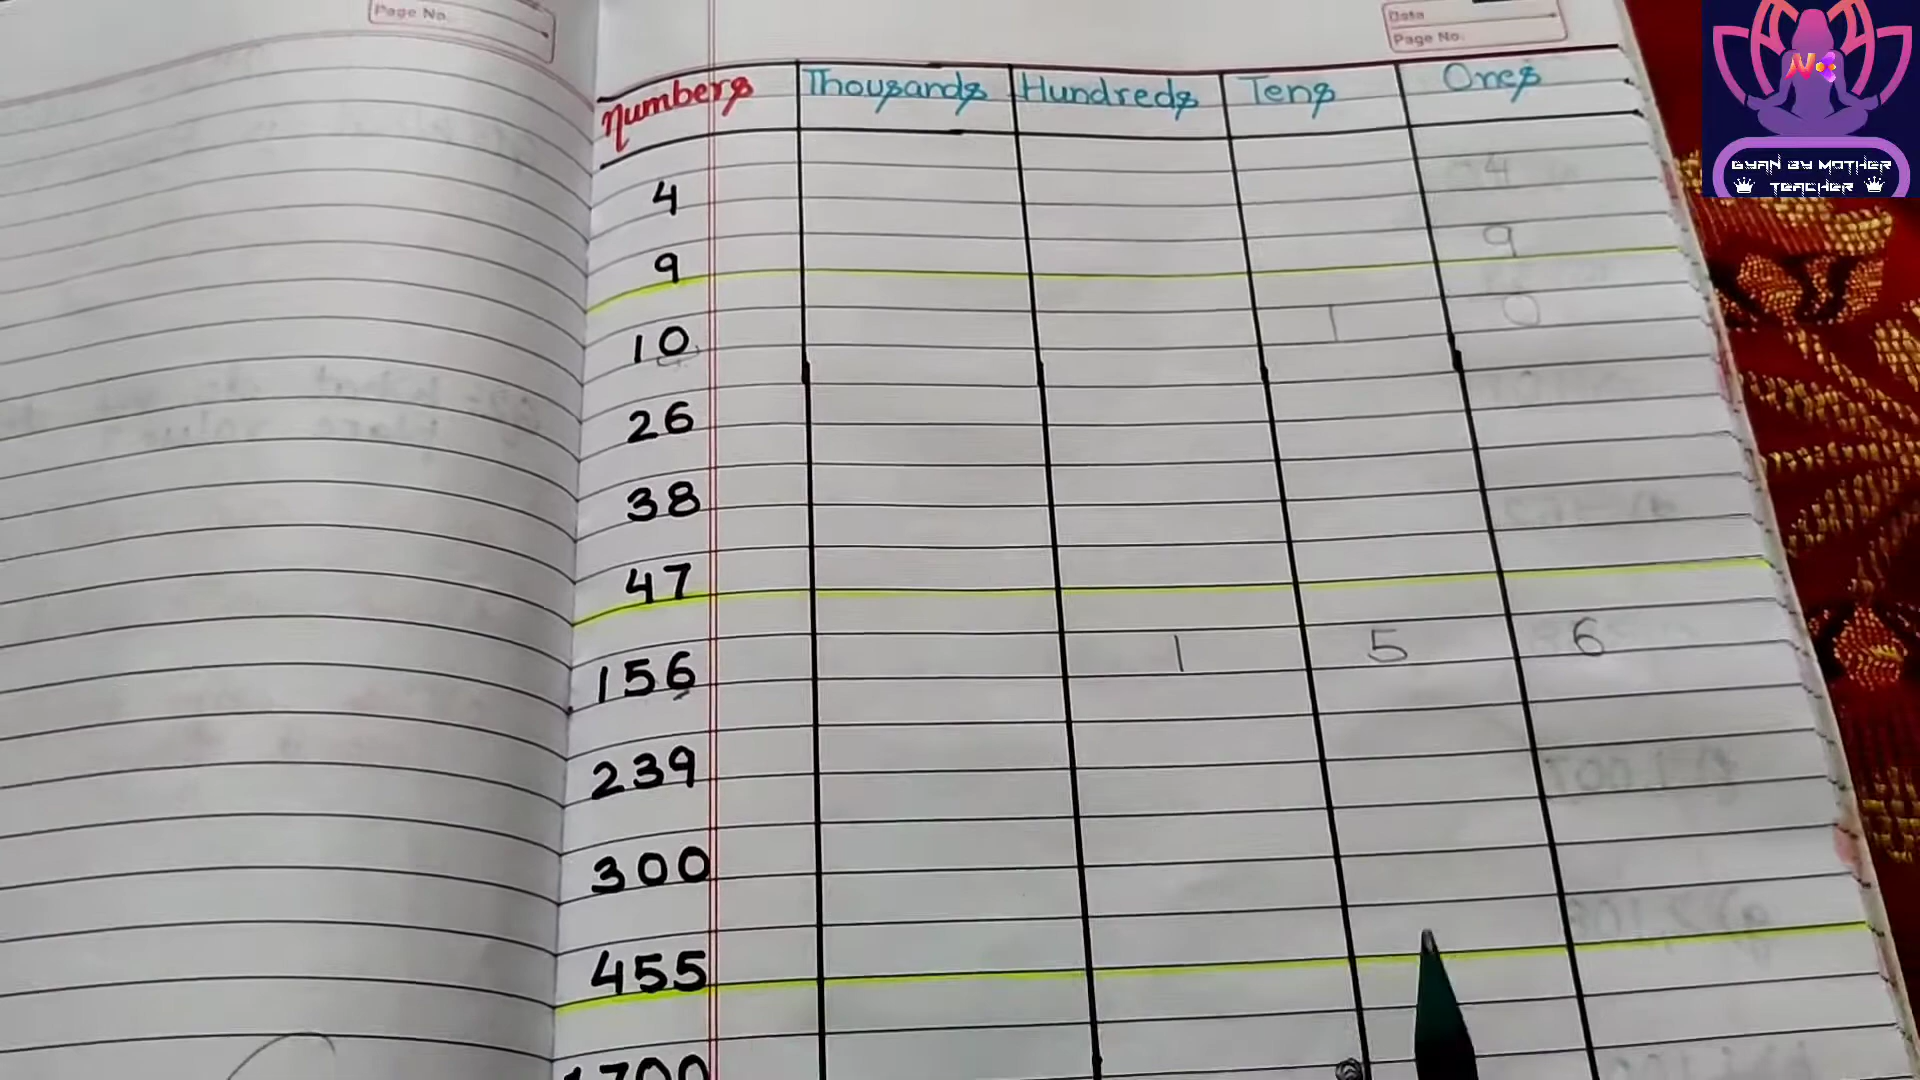 Page No.
Date
Page No.
GYAN BY MOTHER
TEACHER
Numbers Thousands Hundreds Tens Ones
4 4
9 9
10 1 0
26
38
47
156 1 5 6
239
300
455
1700